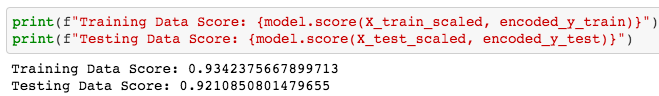 print(f"Training Data Score: {model.score(X_train_scaled, encoded_y_train)}")
print(f"Testing Data Score: {model.score(X_test_scaled, encoded_y_test)}")
Training Data Score: 0.9342375667899713
Testing Data Score: 0.9210850801479655